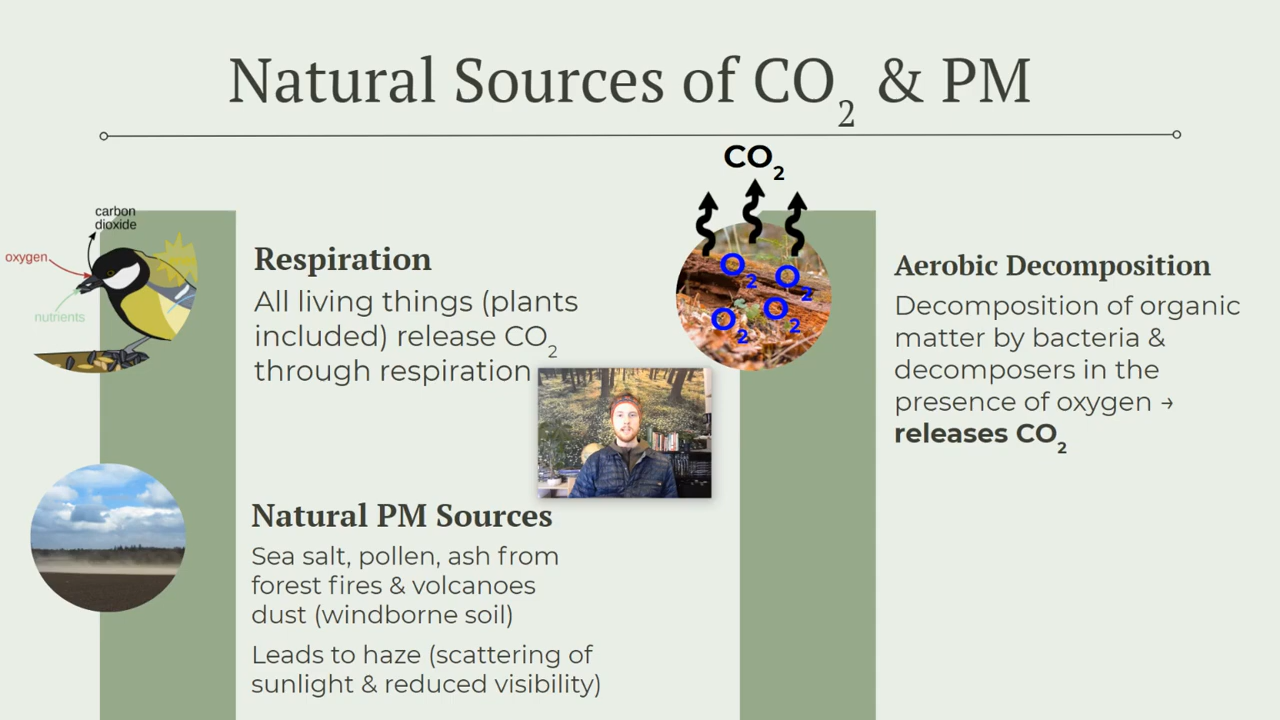 Natural Sources of CO2 & PM
carbon
dioxide
oxygen
nutrients
Respiration
All living things (plants
included) release CO2
through respiration
Natural PM Sources
Sea salt, pollen, ash from
forest fires & volcanoes
dust (windborne soil)
Leads to haze (scattering of
sunlight & reduced visibility)
CO2
O2
O2
O2
O2
Aerobic Decomposition
Decomposition of organic
matter by bacteria &
decomposers in the
presence of oxygen →
releases CO2